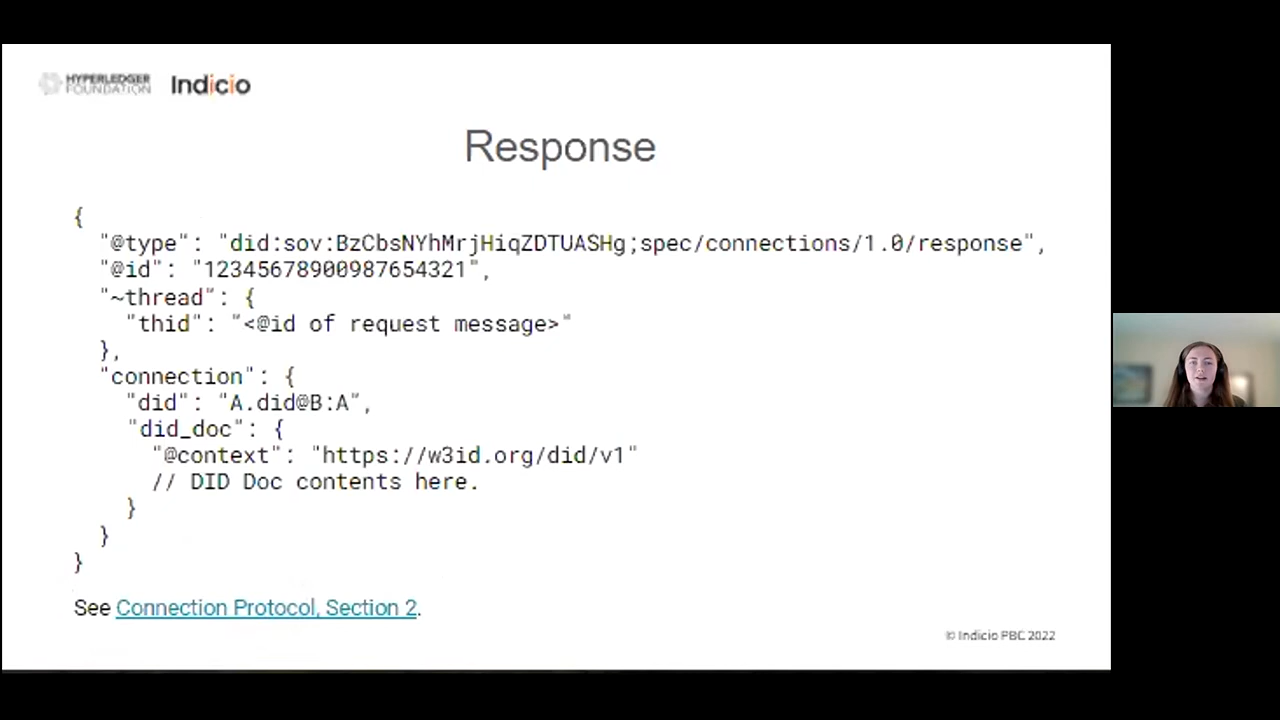 HYPERLEDGER
FOUNDATION
Indicio
Response
{
"@type": "did:sov:BzCbsNYhMrjHiqZDTUASHg;spec/connections/1.0/response",
"@id": "12345678900987654321",
"~thread": {
"thid": "<@id of request message>"
},
"connection": {
"did": "A.did@B:A",
"did_doc": {
"@context": "https://w3id.org/did/v1"
// DID Doc contents here.
}
}
}
See Connection Protocol, Section 2.
© Indicio PBC 2022